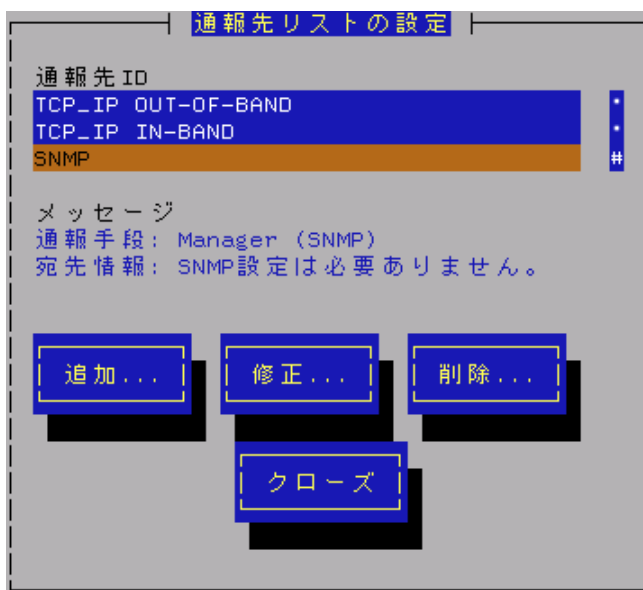 通報先リストの設定
通報先ID
TCP_IP OUT-OF-BAND
TCP_IP IN-BAND
SNMP #
メッセージ
通報手段: Manager (SNMP)
宛先情報: SNMP設定は必要ありません。
追加... 修正... 削除...
クローズ